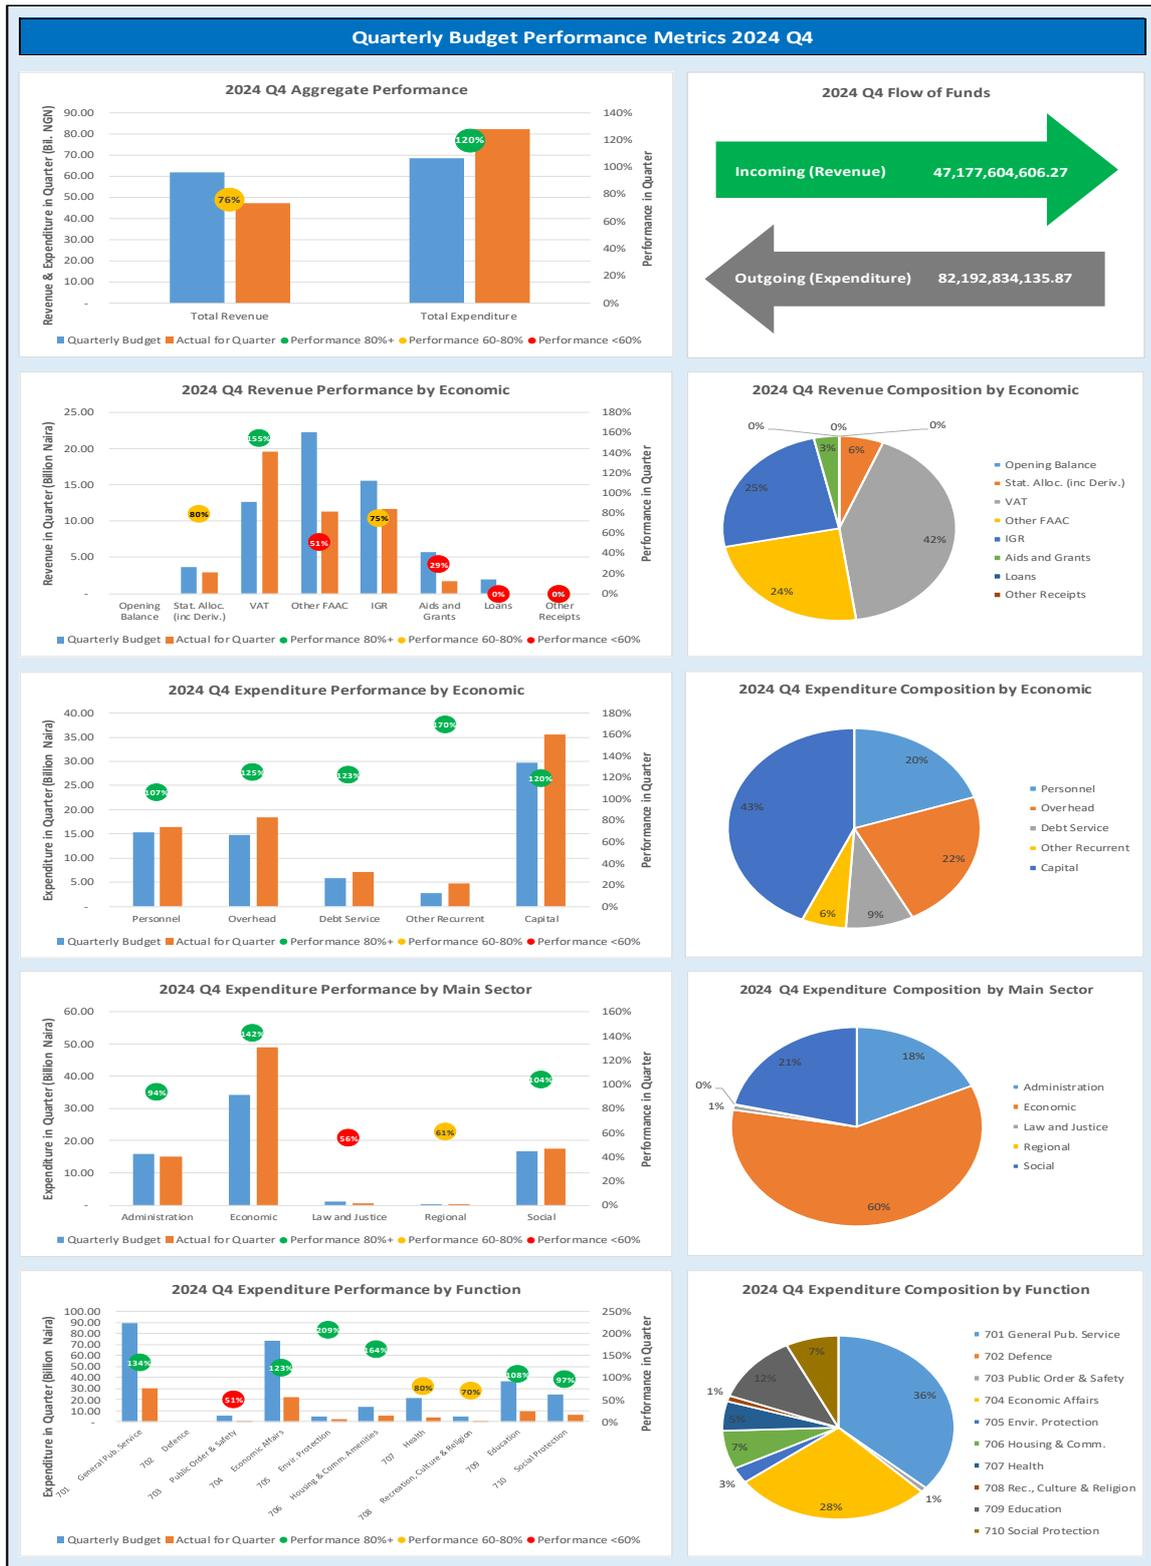 Quarterly Budget Performance Metrics 2024 Q4
2024 Q4 Aggregate Performance
Revenue & Expenditure in Quarter (Bil. NGN)
90.00
80.00
70.00
60.00
50.00
40.00
30.00
20.00
10.00
-
76%
120%
140%
120%
100%
80%
60%
40%
20%
0%
Performance in Quarter
Total Revenue
Total Expenditure
Quarterly Budget Actual for Quarter Performance 80%+ Performance 60-80% Performance <60%
2024 Q4 Flow of Funds
Incoming (Revenue) 47,177,604,606.27
Outgoing (Expenditure) 82,192,834,135.87
2024 Q4 Revenue Performance by Economic
Revenue in Quarter (Billion Naira)
25.00
20.00
15.00
10.00
5.00
-
80%
155%
51%
75%
29%
0%
0%
180%
160%
140%
120%
100%
80%
60%
40%
20%
0%
Performance in Quarter
Opening Balance
Stat. Alloc. (inc Deriv.)
VAT
Other FAAC
IGR
Aids and Grants
Loans
Other Receipts
Quarterly Budget Actual for Quarter Performance 80%+ Performance 60-80% Performance <60%
2024 Q4 Revenue Composition by Economic
0%
0%
0%
3%
6%
25%
42%
24%
Opening Balance
Stat. Alloc. (inc Deriv.)
VAT
Other FAAC
IGR
Aids and Grants
Loans
Other Receipts
2024 Q4 Expenditure Performance by Economic
Expenditure in Quarter (Billion Naira)
40.00
35.00
30.00
25.00
20.00
15.00
10.00
5.00
-
107%
125%
123%
170%
120%
180%
160%
140%
120%
100%
80%
60%
40%
20%
0%
Performance in Quarter
Personnel
Overhead
Debt Service
Other Recurrent
Capital
Quarterly Budget Actual for Quarter Performance 80%+ Performance 60-80% Performance <60%
2024 Q4 Expenditure Composition by Economic
20%
43%
22%
6%
9%
Personnel
Overhead
Debt Service
Other Recurrent
Capital
2024 Q4 Expenditure Performance by Main Sector
Expenditure in Quarter (Billion Naira)
60.00
50.00
40.00
30.00
20.00
10.00
-
94%
142%
56%
61%
104%
160%
140%
120%
100%
80%
60%
40%
20%
0%
Performance in Quarter
Administration
Economic
Law and Justice
Regional
Social
Quarterly Budget Actual for Quarter Performance 80%+ Performance 60-80% Performance <60%
2024 Q4 Expenditure Composition by Main Sector
21%
18%
0%
1%
60%
Administration
Economic
Law and Justice
Regional
Social
2024 Q4 Expenditure Performance by Function
Expenditure in Quarter (Billion Naira)
100.00
90.00
80.00
70.00
60.00
50.00
40.00
30.00
20.00
10.00
-
134%
51%
123%
209%
164%
80%
70%
108%
97%
250%
200%
150%
100%
50%
0%
Performance in Quarter
701 General Pub. Service
702 Defence
703 Public Order & Safety
704 Economic Affairs
705 Envir. Protection
706 Housing & Comm. Amenities
707 Health
708 Recreation, Culture & Religion
709 Education
710 Social Protection
Quarterly Budget Actual for Quarter Performance 80%+ Performance 60-80% Performance <60%
2024 Q4 Expenditure Composition by Function
7%
12%
1%
36%
5%
7%
3%
28%
1%
701 General Pub. Service
702 Defence
703 Public Order & Safety
704 Economic Affairs
705 Envir. Protection
706 Housing & Comm.
707 Health
708 Rec., Culture & Religion
709 Education
710 Social Protection